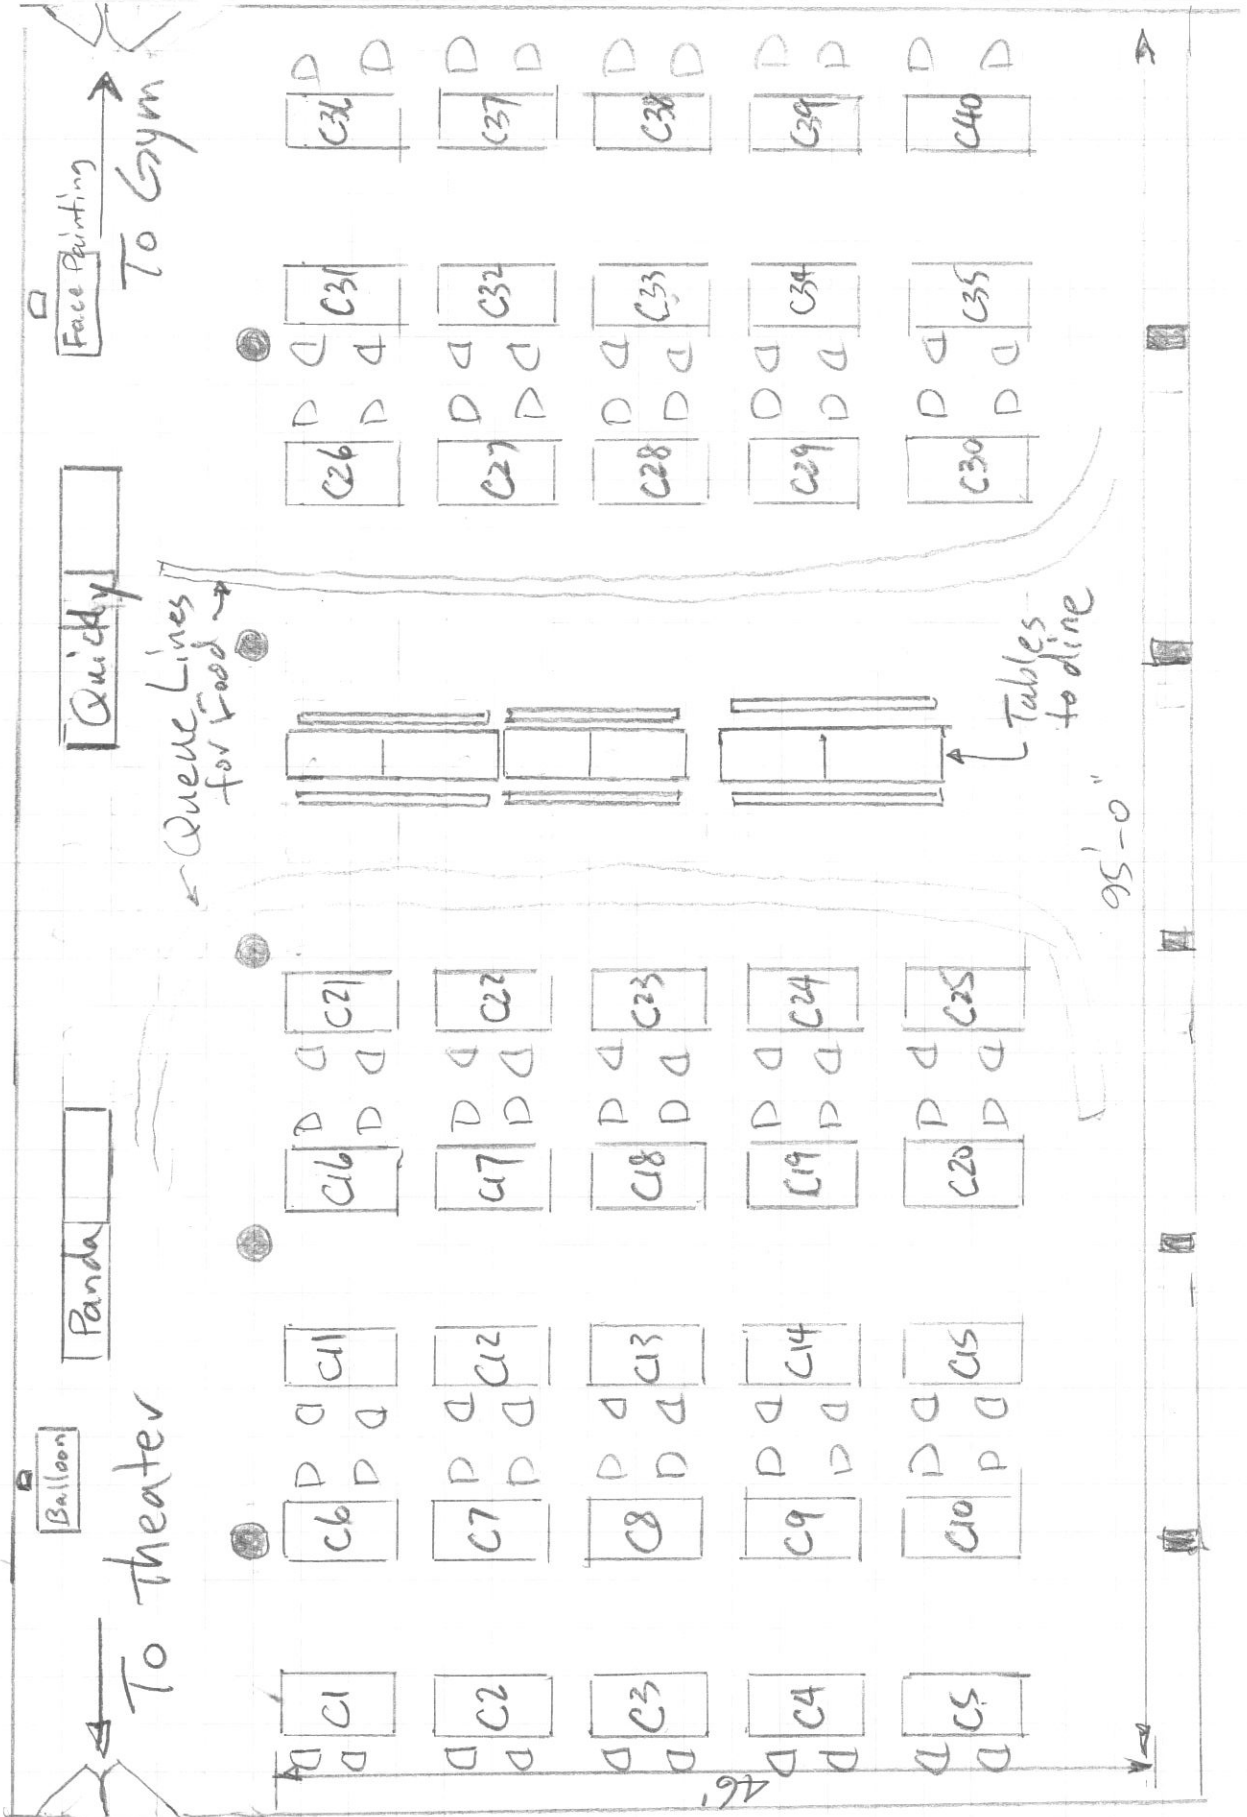 To Theater
Balloon
Panda
Quickly
Face Painting
To Gym
Queue Lines
for Food
C1
C6
C11
C16
C21
C26
C31
C36
C2
C7
C12
C17
C22
C27
C32
C37
C3
C8
C13
C18
C23
C28
C33
C38
C4
C9
C14
C19
C24
C29
C34
C39
C5
C10
C15
C20
C25
C30
C35
C40
Tables
to dine
46'
95'-0"